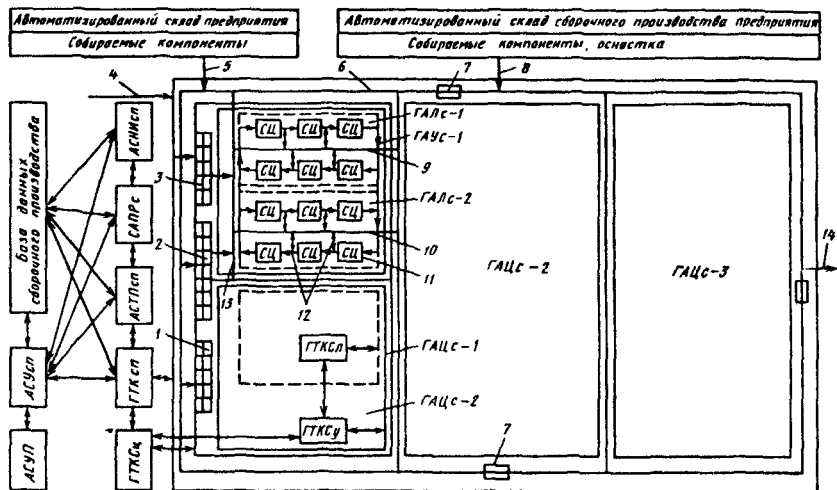 Автоматизированный склад предприятия
Собираемые компоненты
Автоматизированный склад сборочного производства предприятия
Собираемые компоненты, оснастка
4
5
6
7
8
База данных
сборочного производства
АСНИсп
САПРс
АСТПсп
АСУсп
ГТКсп
АСУП
ГТКСц
3
2
1
СЦ СЦ СЦ
СЦ СЦ СЦ
СЦ СЦ СЦ
СЦ СЦ СЦ
ГАЛс-1
ГАУс-1
9
ГАЛс-2
10
11
12
13
ГТКСл
ГТКСу
ГАЦс-1
ГАЦс-2
ГАЦс-2
ГАЦс-3
14
7